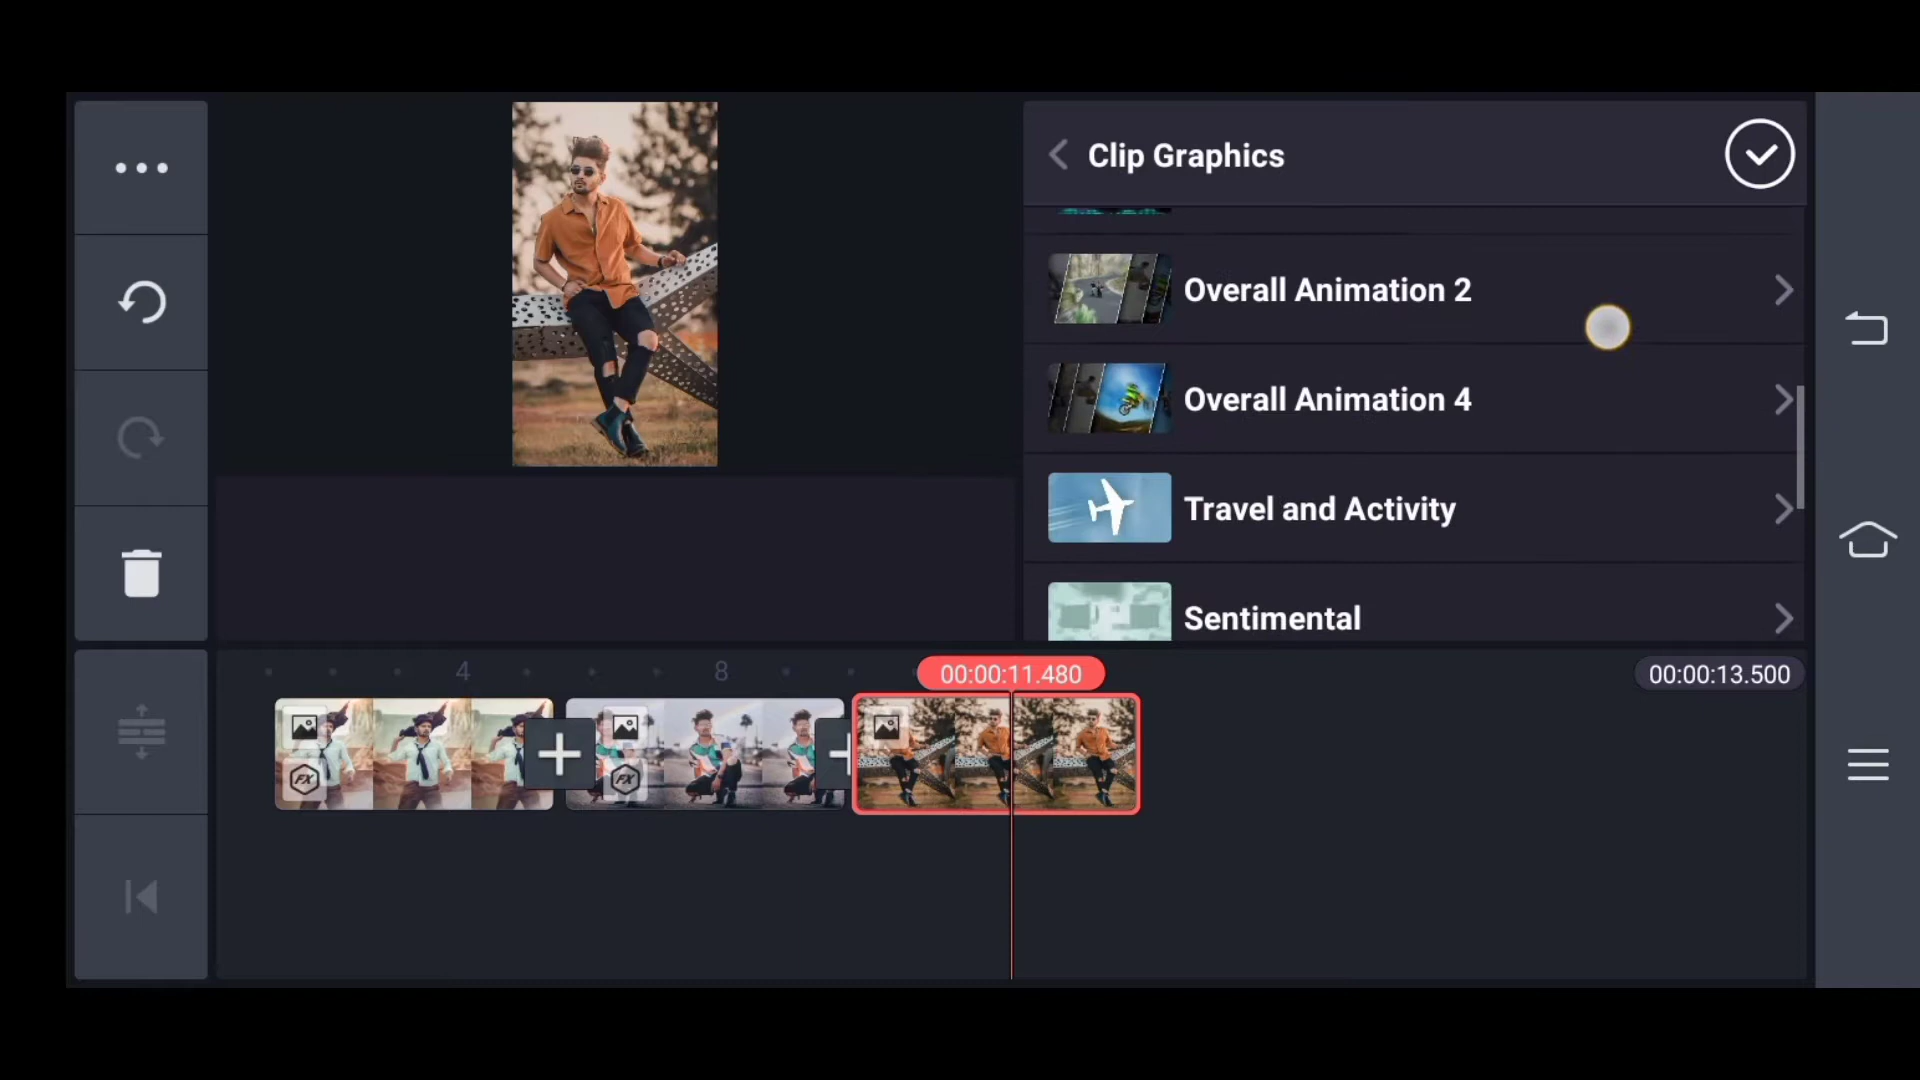 Clip Graphics
Overall Animation 2
Overall Animation 4
Travel and Activity
Sentimental
4
8
00:00:11.480
00:00:13.500
FX
FX